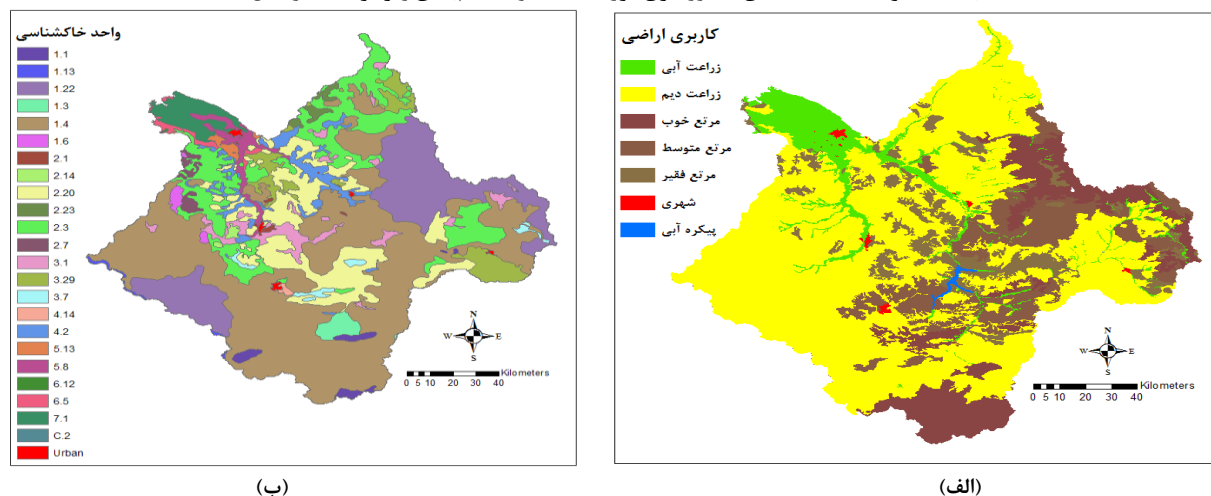 کاربری اراضی
زراعت آبی
زراعت دیم
مرتع خوب
مرتع متوسط
مرتع فقیر
شهری
پیکره آبی
N
W E
S
Kilometers
0 5 10 20 30 40
(الف)
واحد خاکشناسی
1.1
1.13
1.22
1.3
1.4
1.6
2.1
2.14
2.20
2.23
2.3
2.7
3.1
3.29
3.7
4.14
4.2
5.13
5.8
6.12
6.5
7.1
C.2
Urban
N
W E
S
Kilometers
0 5 10 20 30 40
(ب)